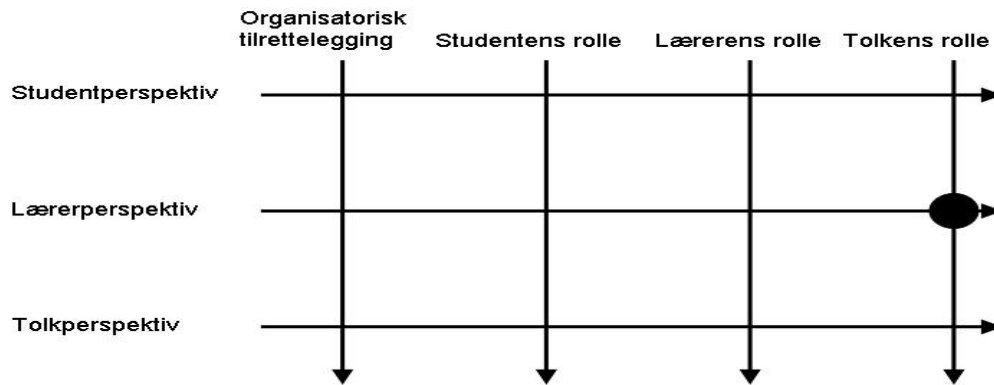 Organisatorisk
tilrettelegging
Studentens rolle
Lærerens rolle
Tolkens rolle
Studentperspektiv
Lærerperspektiv
Tolkperspektiv